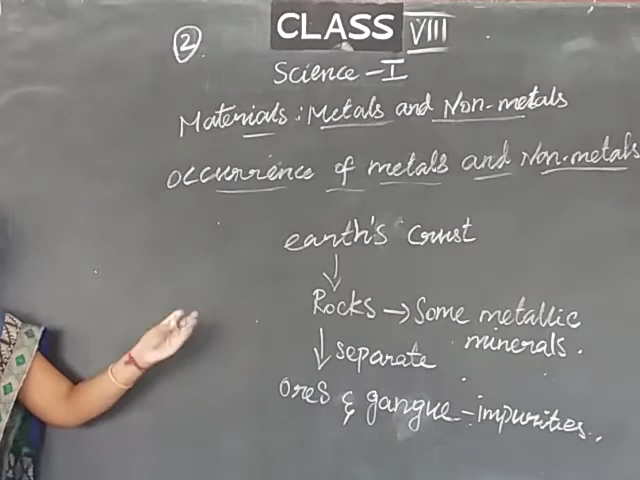 ② CLASS VIII
Science - I
Materials : Metals and Non-metals
Occurrence of metals and Non-metals
earth's crust
↓
Rocks → Some metallic
minerals.
↓ separate
Ores & gangue - impurities.